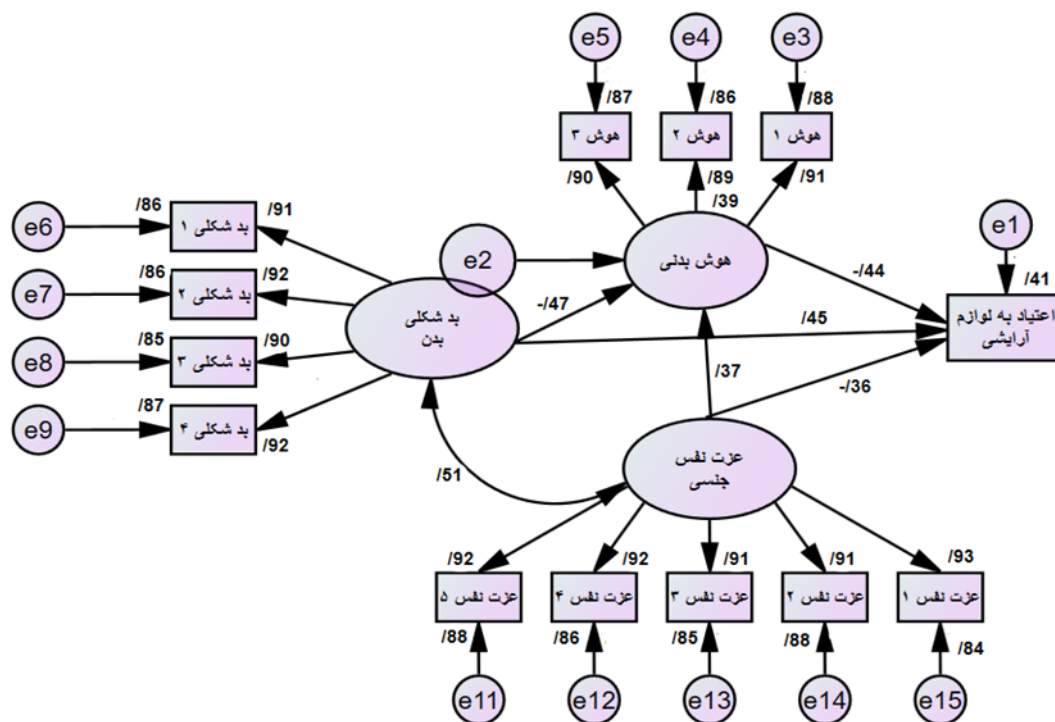 e5
e4
e3
/87
/86
/88
هوش ۳
هوش ۲
هوش ۱
/90
/89
/91
/39
e6
/86
بد شکلی ۱
/91
e7
/86
بد شکلی ۲
/92
e8
/85
بد شکلی ۳
/90
e9
/87
بد شکلی ۴
/92
e2
هوش بدنی
بد شکلی
بدن
-/47
e1
/41
-/44
اعتیاد به لوازم
آرایشی
/45
/37
-/36
/51
عزت نفس
جنسی
/92
/92
/91
/91
/93
عزت نفس ۵
عزت نفس ۴
عزت نفس ۳
عزت نفس ۲
عزت نفس ۱
/88
/86
/85
/88
/84
e11
e12
e13
e14
e15